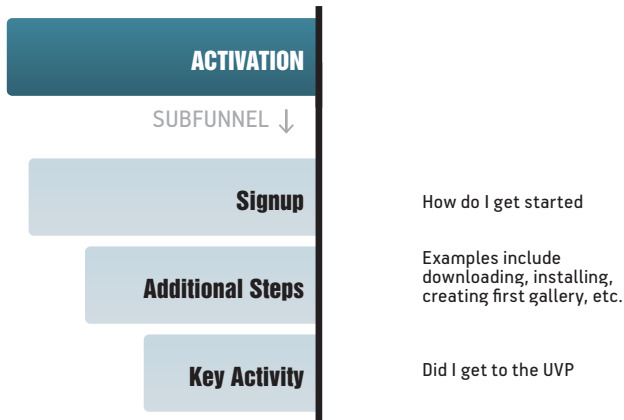 ACTIVATION
SUBFUNNEL ↓
Signup
How do I get started
Additional Steps
Examples include
downloading, installing,
creating first gallery, etc.
Key Activity
Did I get to the UVP